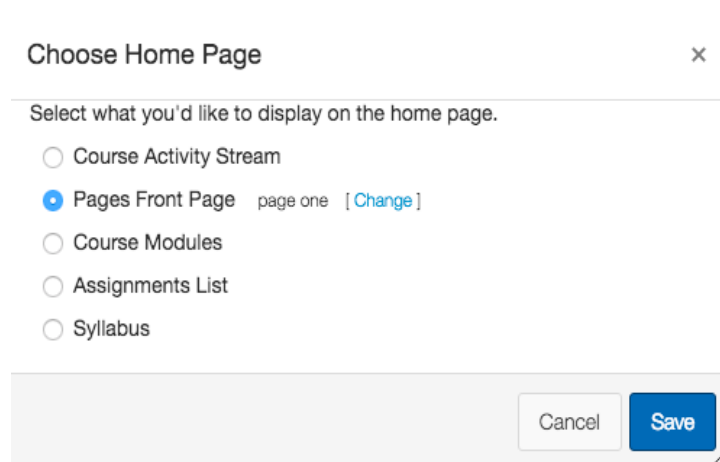 Choose Home Page ×
Select what you'd like to display on the home page.
Course Activity Stream
Pages Front Page page one [ Change ]
Course Modules
Assignments List
Syllabus
Cancel Save